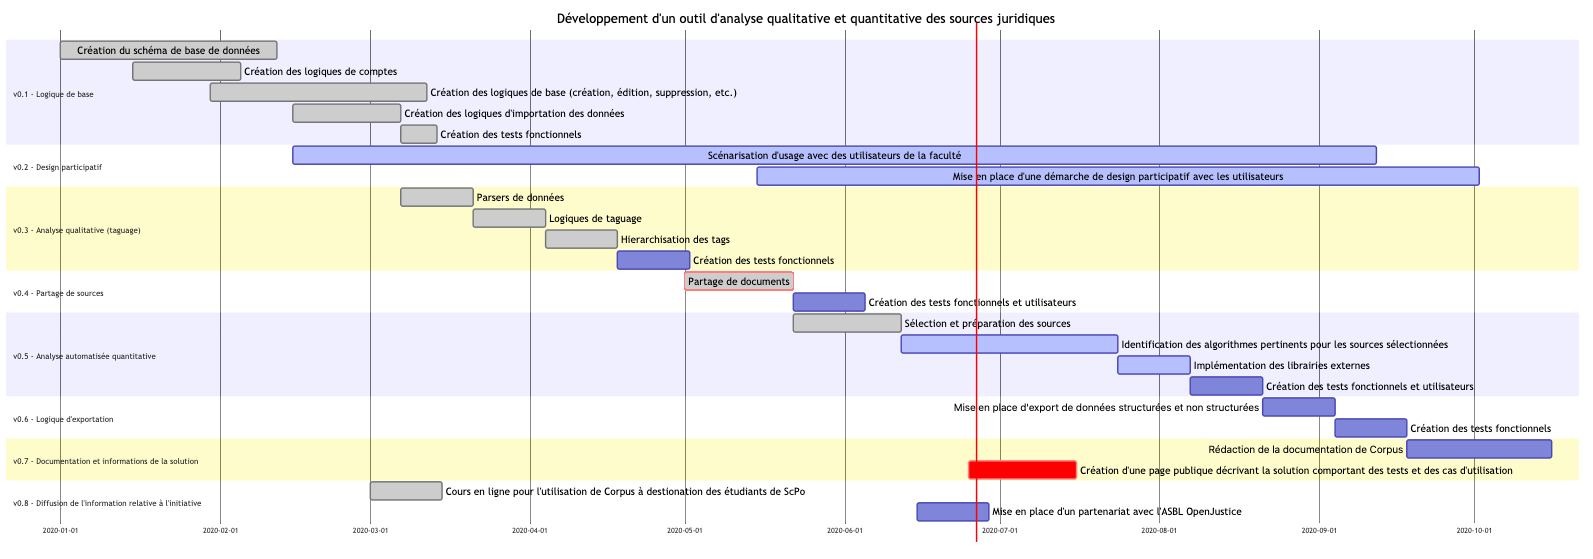 Développement d'un outil d'analyse qualitative et quantitative des sources juridiques
v0.1 - Logique de base
Création du schéma de base de données
Création des logiques de comptes
Création des logiques de base (création, édition, suppression, etc.)
Création des logiques d'importation des données
Création des tests fonctionnels
v0.2 - Design participatif
Scénarisation d'usage avec des utilisateurs de la faculté
Mise en place d'une démarche de design participatif avec les utilisateurs
v0.3 - Analyse qualitative (taguage)
Parsers de données
Logiques de taguage
Hierarchisation des tags
Création des tests fonctionnels
v0.4 - Partage de sources
Partage de documents
Création des tests fonctionnels et utilisateurs
v0.5 - Analyse automatisée quantitative
Sélection et préparation des sources
Identification des algorithmes pertinents pour les sources sélectionnées
Implémentation des librairies externes
Création des tests fonctionnels et utilisateurs
v0.6 - Logique d'exportation
Mise en place d'export de données structurées et non structurées
Création des tests fonctionnels
v0.7 - Documentation et informations de la solution
Rédaction de la documentation de Corpus
Création d'une page publique décrivant la solution comportant des tests et des cas d'utilisation
v0.8 - Diffusion de l'information relative à l'initiative
Cours en ligne pour l'utilisation de Corpus à destionation des étudiants de ScPo
Mise en place d'un partenariat avec l'ASBL OpenJustice
2020-01-01 2020-02-01 2020-03-01 2020-04-01 2020-05-01 2020-06-01 2020-07-01 2020-08-01 2020-09-01 2020-10-01